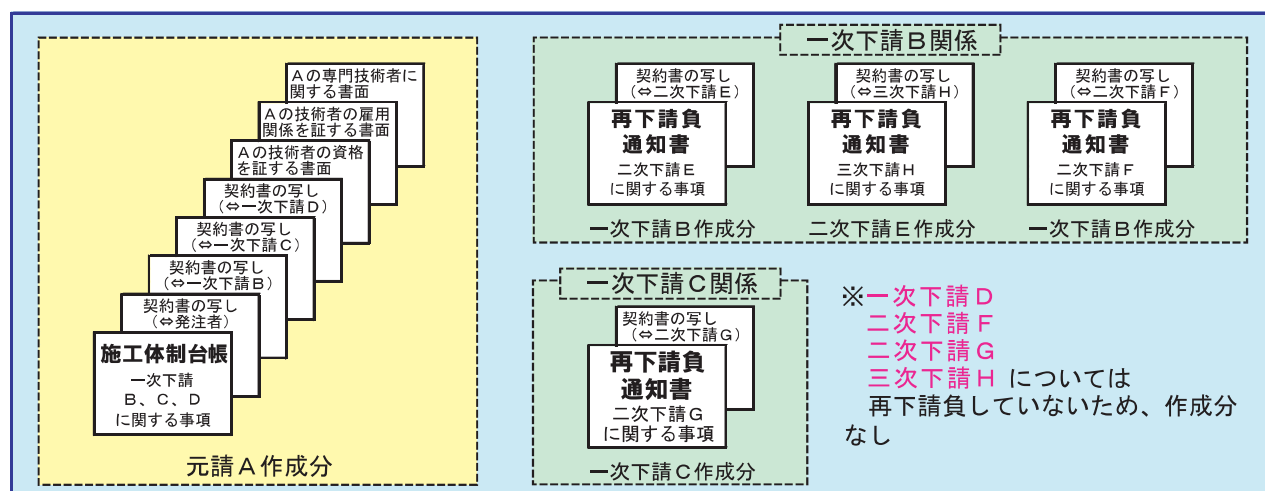 Aの専門技術者に
関する書面
Aの技術者の雇用
関係を証する書面
Aの技術者の資格
を証する書面
契約書の写し
(⇔一次下請D)
契約書の写し
(⇔一次下請C)
契約書の写し
(⇔一次下請B)
契約書の写し
(⇔発注者)
施工体制台帳
一次下請
B、C、D
に関する事項
元請A作成分
一次下請B関係
契約書の写し
(⇔二次下請E)
再下請負
通知書
二次下請E
に関する事項
一次下請B作成分
契約書の写し
(⇔三次下請H)
再下請負
通知書
三次下請H
に関する事項
二次下請E作成分
契約書の写し
(⇔二次下請F)
再下請負
通知書
二次下請F
に関する事項
一次下請B作成分
一次下請C関係
契約書の写し
(⇔二次下請G)
再下請負
通知書
二次下請G
に関する事項
一次下請C作成分
※一次下請D
二次下請F
二次下請G
三次下請H については
再下請負していないため、作成分
なし